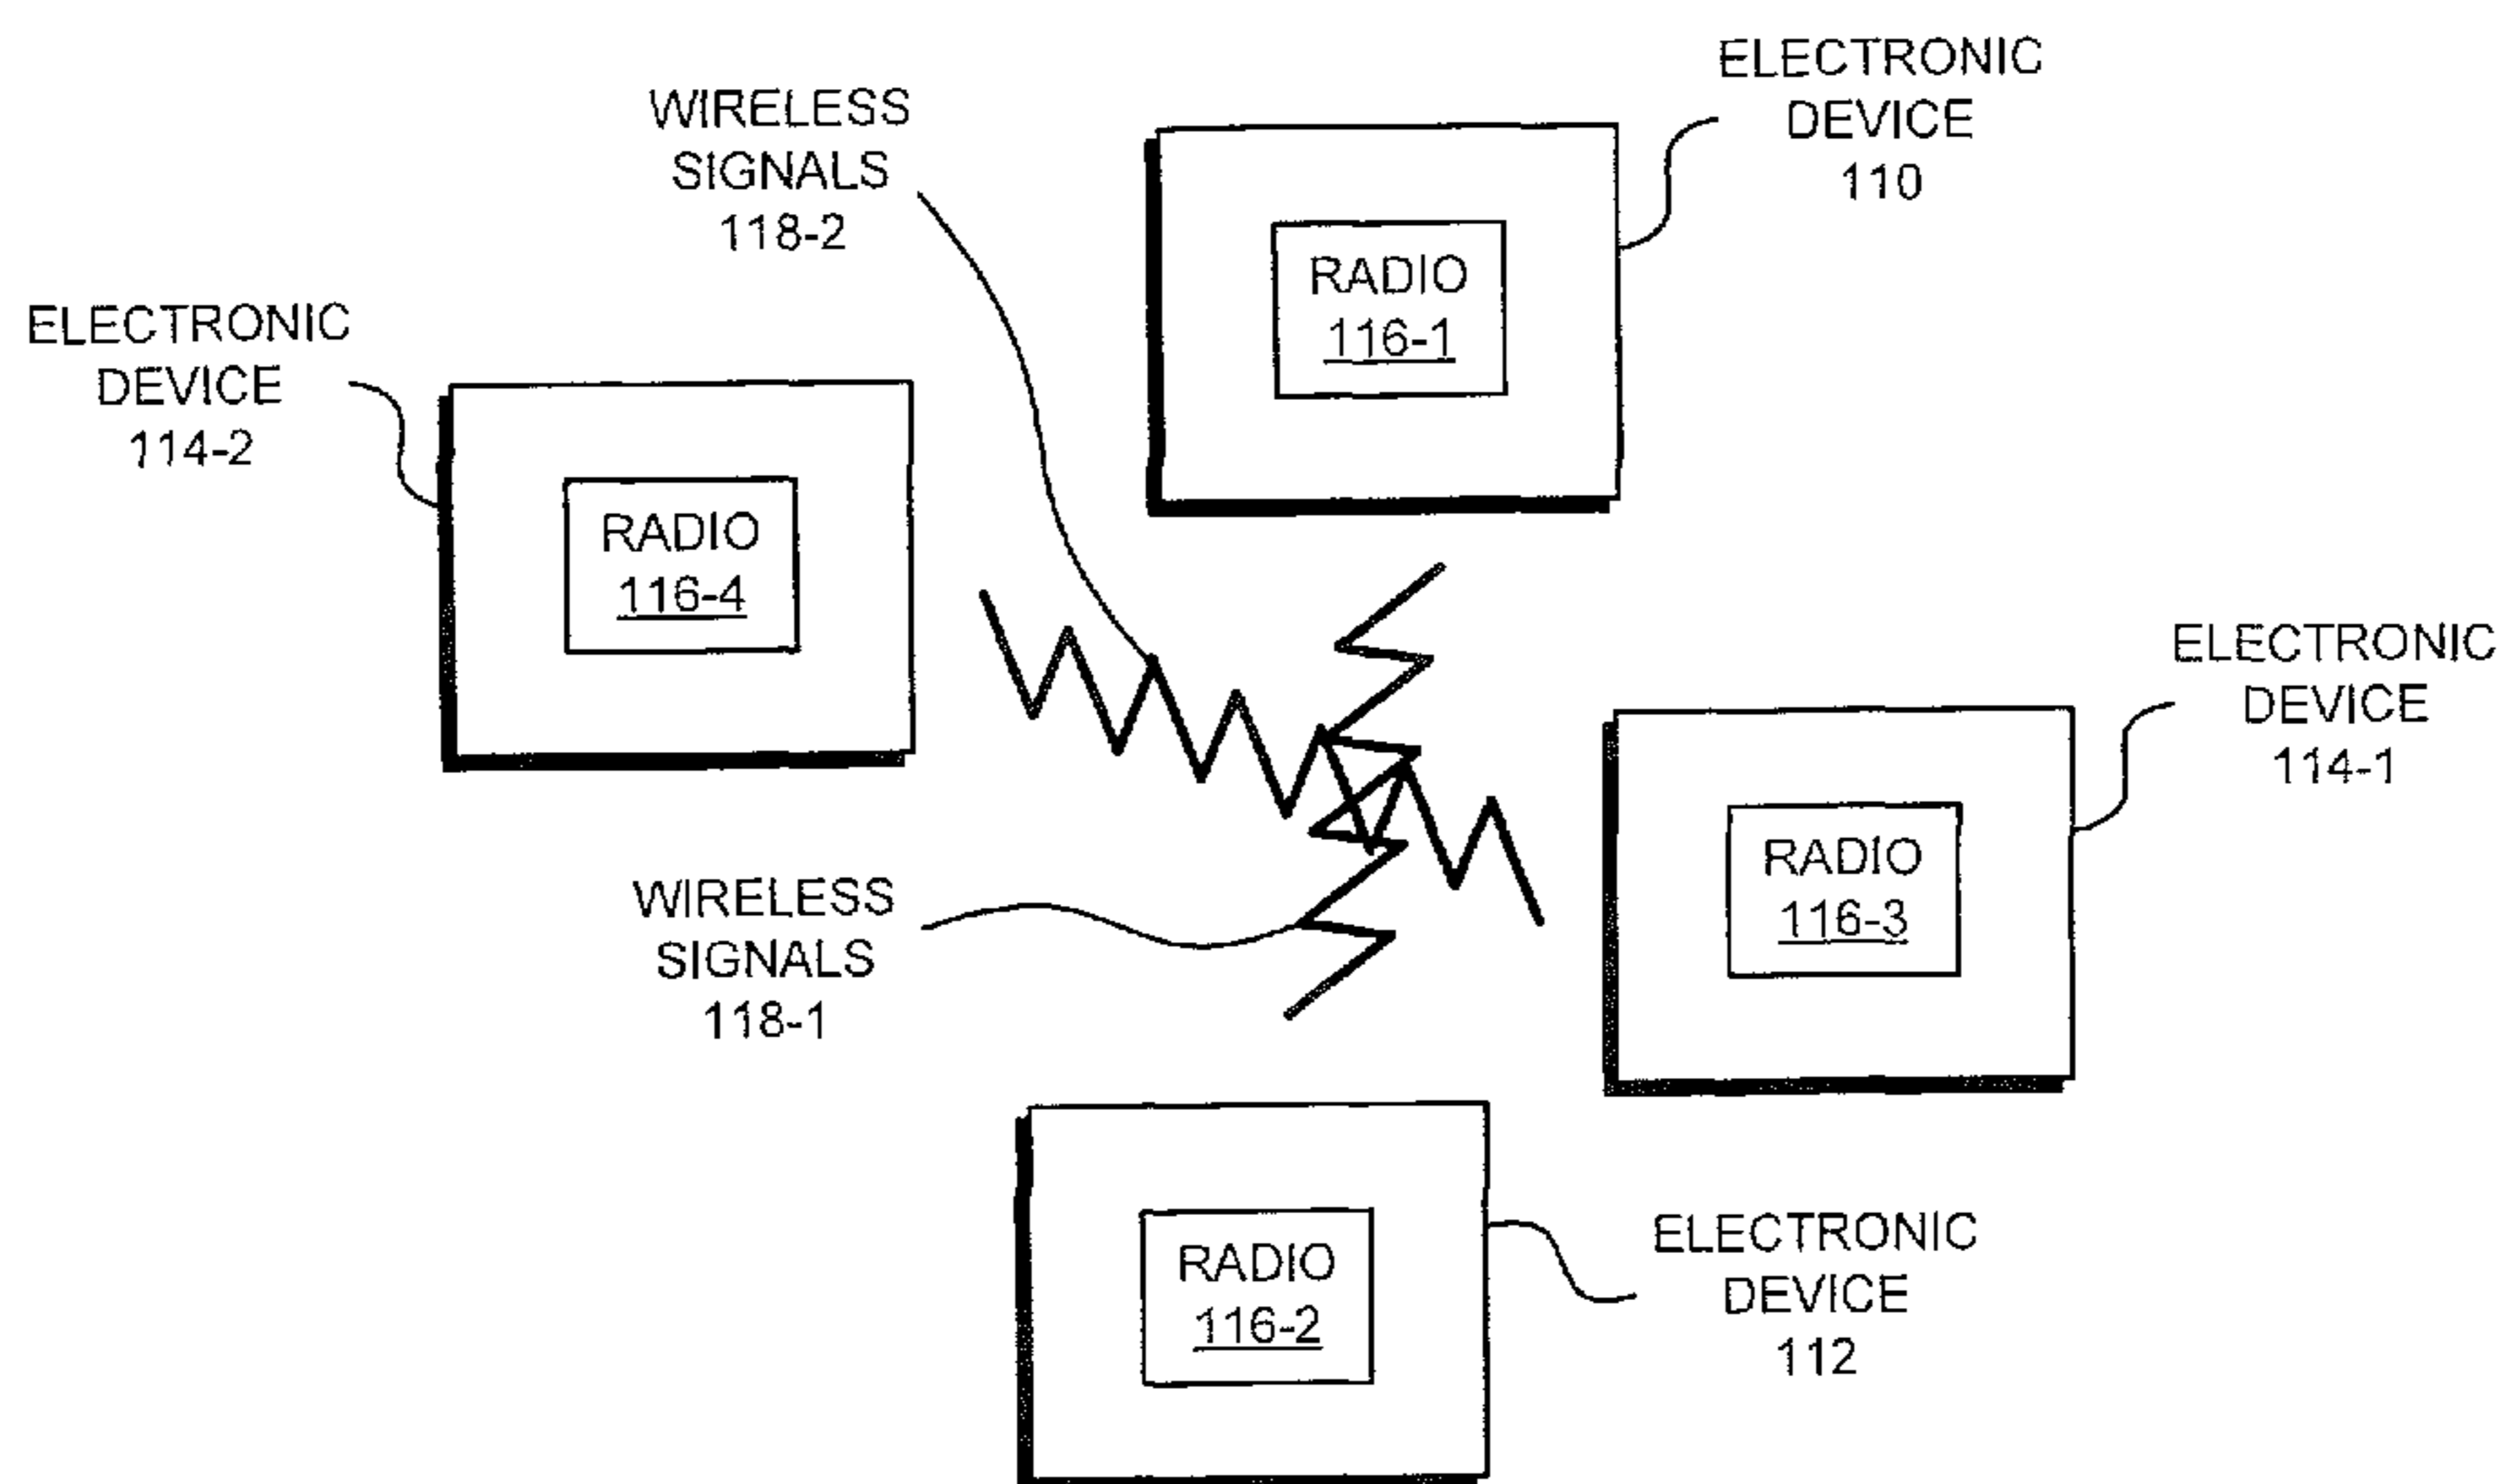 WIRELESS
SIGNALS
118-2
ELECTRONIC
DEVICE
110
RADIO
116-1
ELECTRONIC
DEVICE
114-2
RADIO
116-4
ELECTRONIC
DEVICE
114-1
RADIO
116-3
WIRELESS
SIGNALS
118-1
RADIO
116-2
ELECTRONIC
DEVICE
112